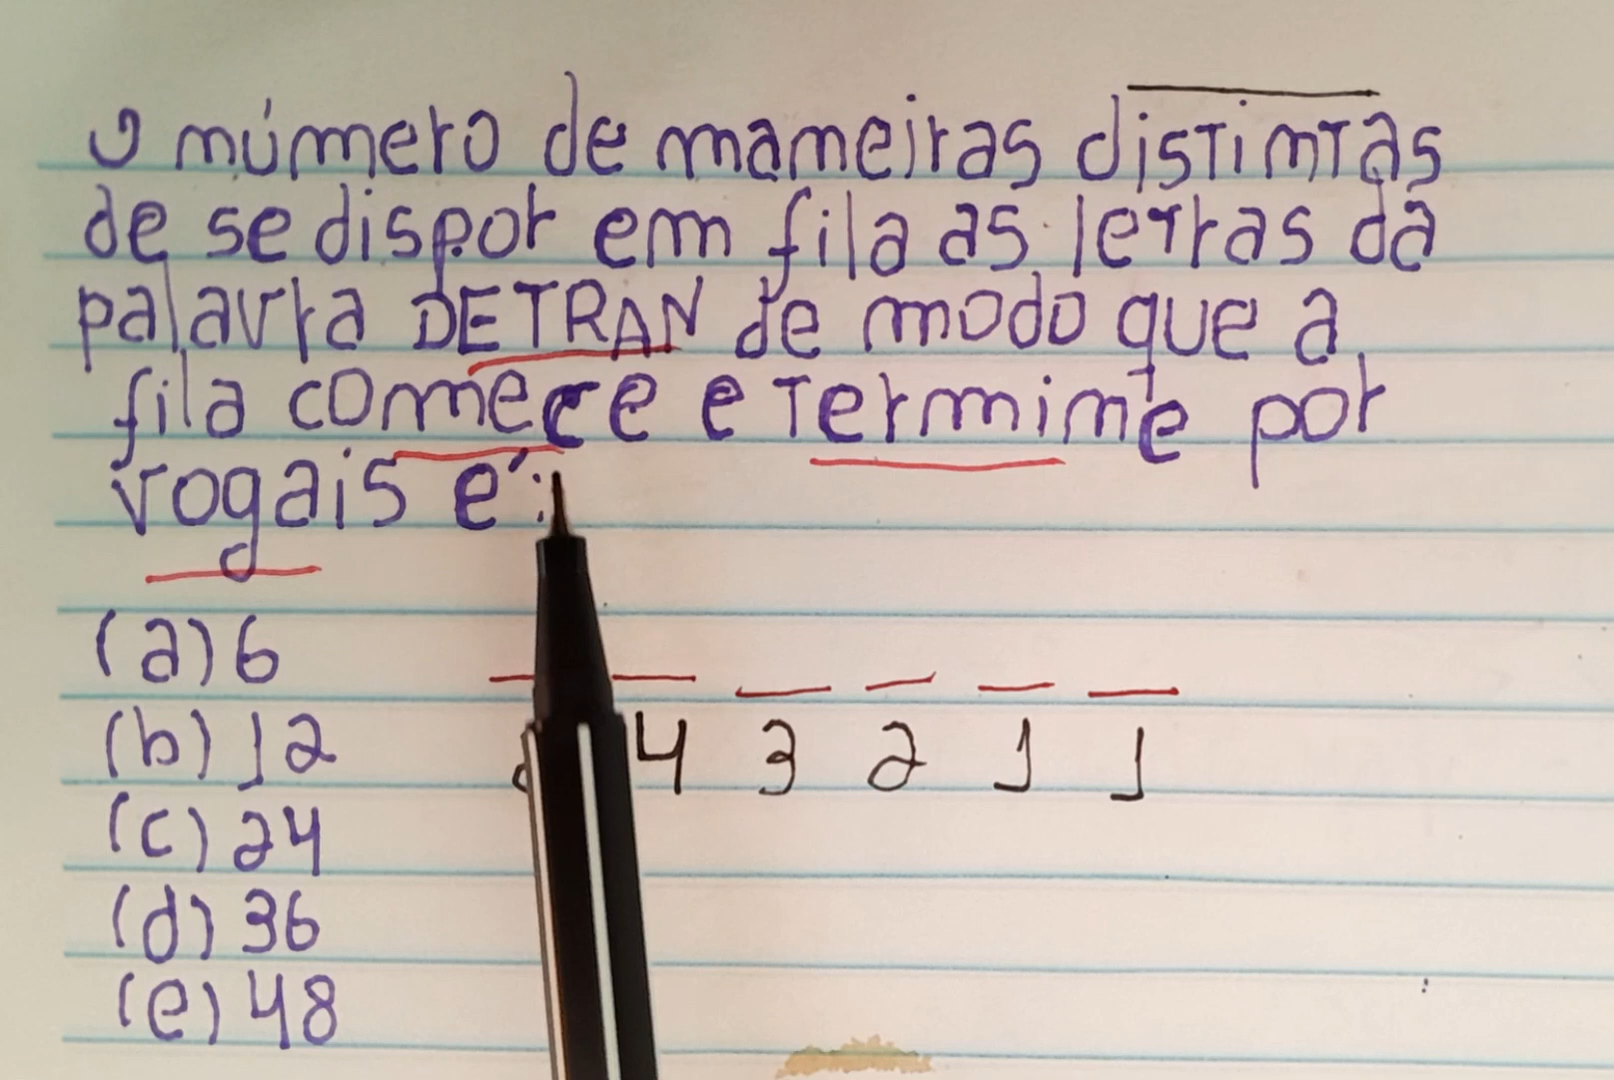 O número de maneiras distintas
de se dispor em fila as letras da
palavra DETRAN de modo que a
fila comece e termine por
vogais é:
(a) 6
(b) 12
4 3 2 1 1
(c) 24
(d) 36
(e) 48